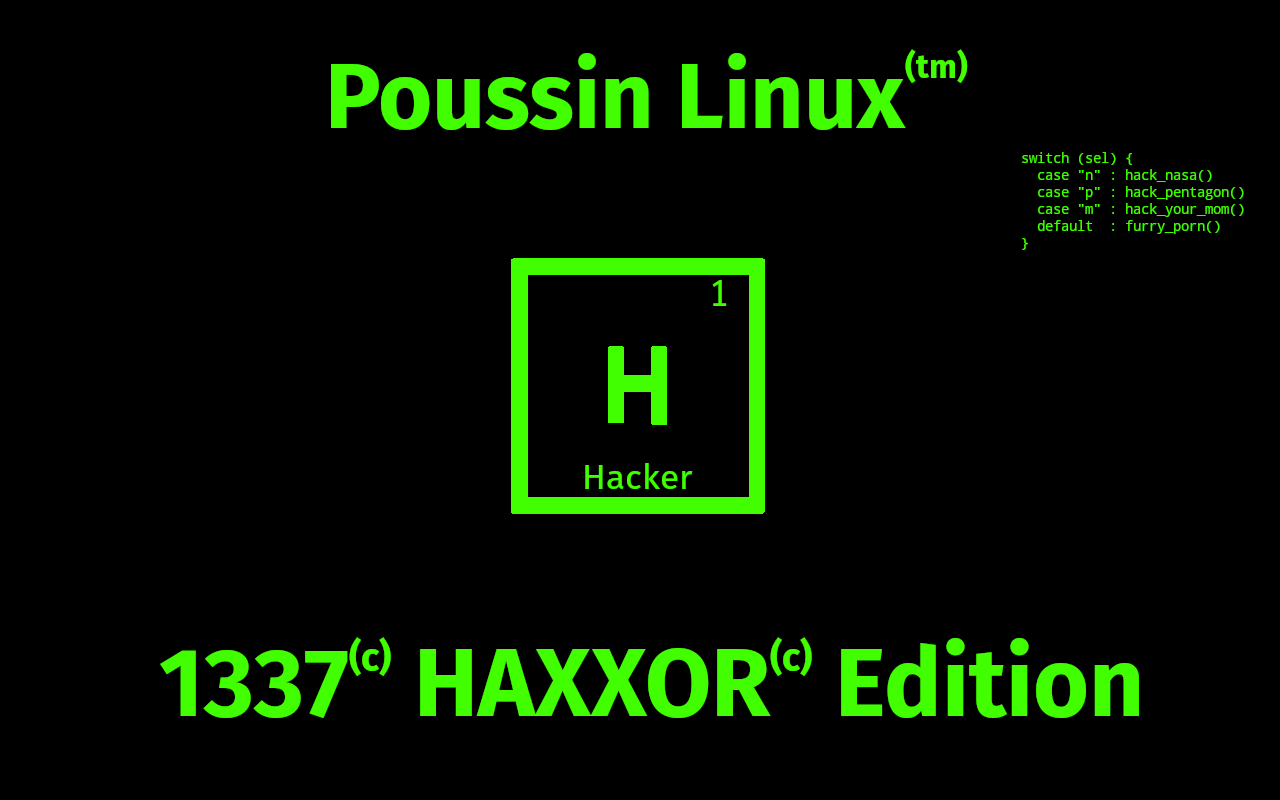 Poussin Linux(tm)
switch (sel) {
  case "n" : hack_nasa()
  case "p" : hack_pentagon()
  case "m" : hack_your_mom()
  default  : furry_porn()
}
1
H
Hacker
1337(c) HAXXOR(c) Edition